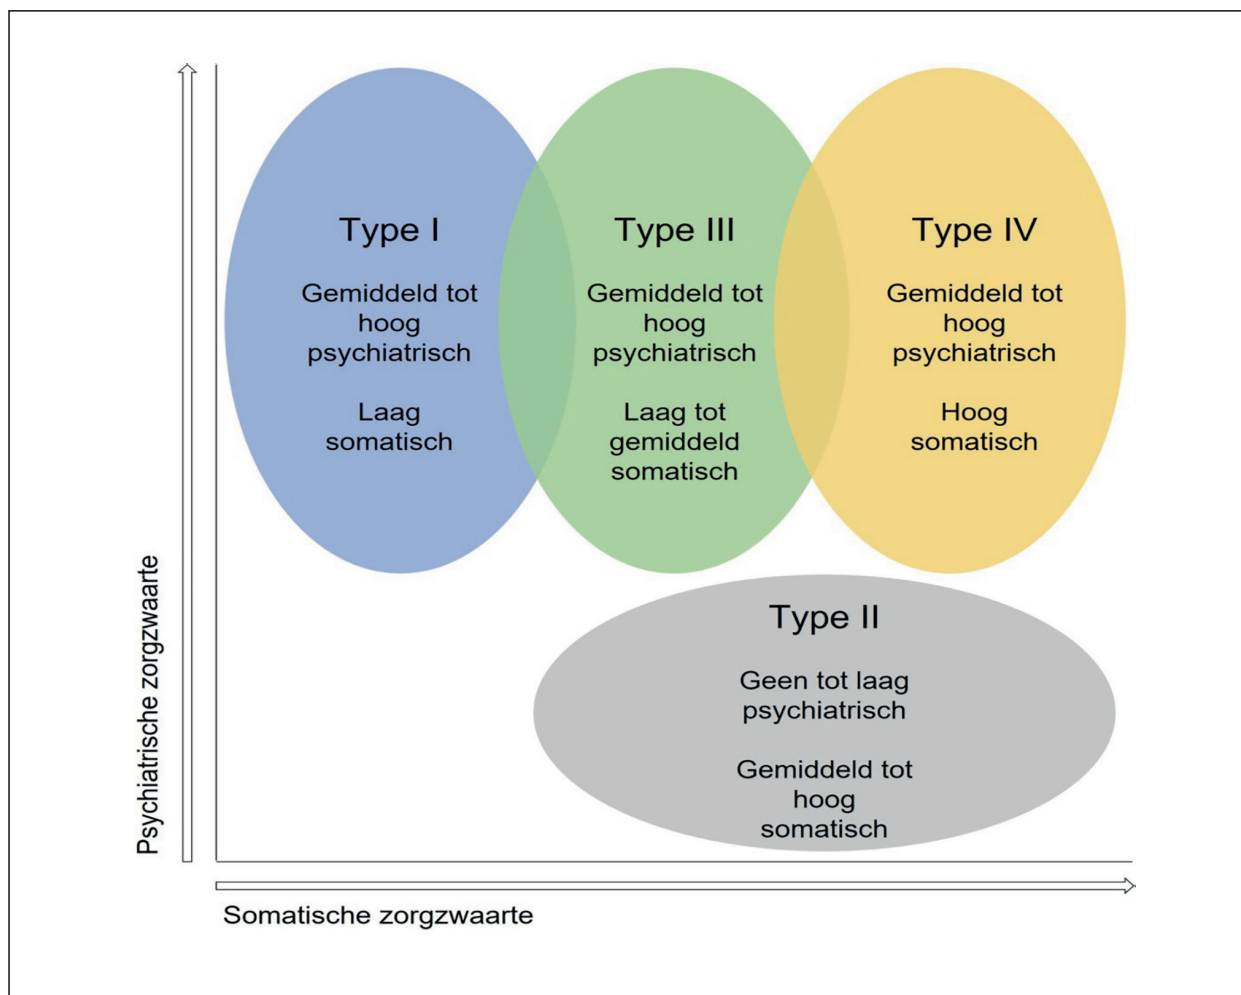 Psychiatrische zorgzwaarte
Type I
Gemiddeld tot
hoog
psychiatrisch
Laag
somatisch
Type III
Gemiddeld tot
hoog
psychiatrisch
Laag tot
gemiddeld
somatisch
Type IV
Gemiddeld tot
hoog
psychiatrisch
Hoog
somatisch
Type II
Geen tot laag
psychiatrisch
Gemiddeld tot
hoog
somatisch
Somatische zorgzwaarte